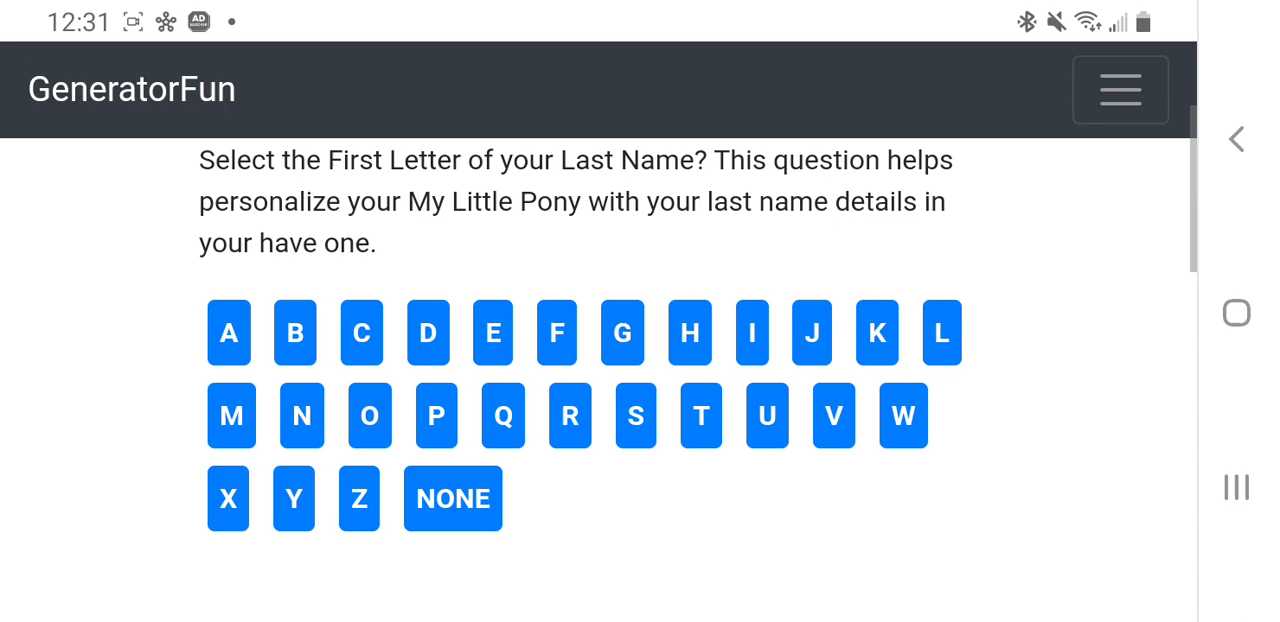 12:31
AD
GeneratorFun
Select the First Letter of your Last Name? This question helps
personalize your My Little Pony with your last name details in
your have one.
A B C D E F G H I J K L
M N O P Q R S T U V W
X Y Z NONE